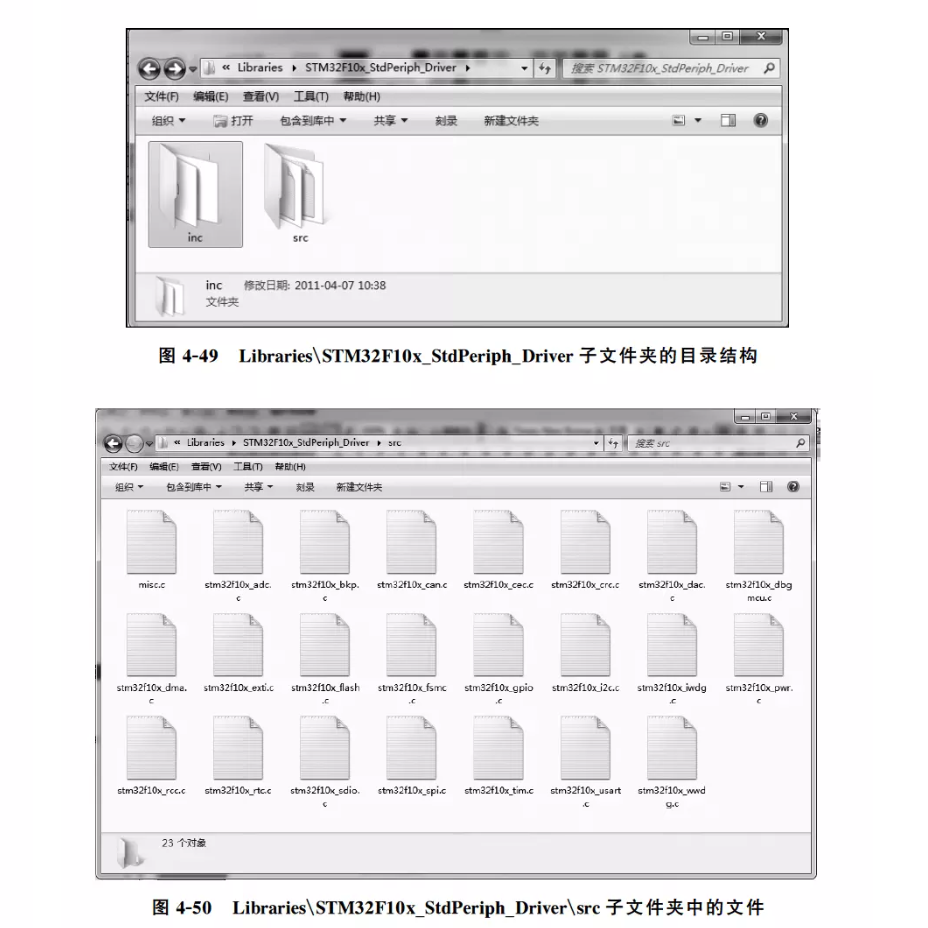 « Libraries ▸ STM32F10x_StdPeriph_Driver ▸
搜索 STM32F10x_StdPeriph_Driver
文件(F) 编辑(E) 查看(V) 工具(T) 帮助(H)
组织 ▼ 打开 包含到库中 ▼ 共享 ▼ 刻录 新建文件夹
inc src
inc 修改日期: 2011-04-07 10:38
文件夹
图 4-49 Libraries\STM32F10x_StdPeriph_Driver 子文件夹的目录结构
« Libraries ▸ STM32F10x_StdPeriph_Driver ▸ src
搜索 src
文件(F) 编辑(E) 查看(V) 工具(T) 帮助(H)
组织 ▼ 包含到库中 ▼ 共享 ▼ 刻录 新建文件夹
misc.c stm32f10x_adc. stm32f10x_bkp. stm32f10x_can.c stm32f10x_cec.c stm32f10x_crc.c stm32f10x_dac. stm32f10x_dbg
c c c mcu.c
stm32f10x_dma. stm32f10x_exti.c stm32f10x_flash stm32f10x_fsmc stm32f10x_gpio stm32f10x_i2c.c stm32f10x_iwdg stm32f10x_pwr.
c .c .c .c .c c
stm32f10x_rcc.c stm32f10x_rtc.c stm32f10x_sdio. stm32f10x_spi.c stm32f10x_tim.c stm32f10x_usart stm32f10x_wwd
c .c g.c
23 个对象
图 4-50 Libraries\STM32F10x_StdPeriph_Driver\src 子文件夹中的文件